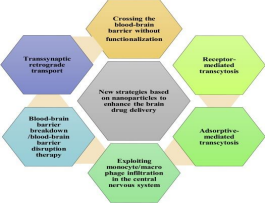 Crossing the
blood-brain
barrier without
functionalization
Transsynaptic
retrograde
transport
Receptor-
mediated
transcytosis
New strategies based
on nanoparticles to
enhance the brain
drug delivery
Blood-brain
barrier
breakdown
/blood-brain
barrier
disruption
therapy
Adsorptive-
mediated
transcytosis
Exploiting
monocyte/macro
phage infiltration
in the central
nervous system